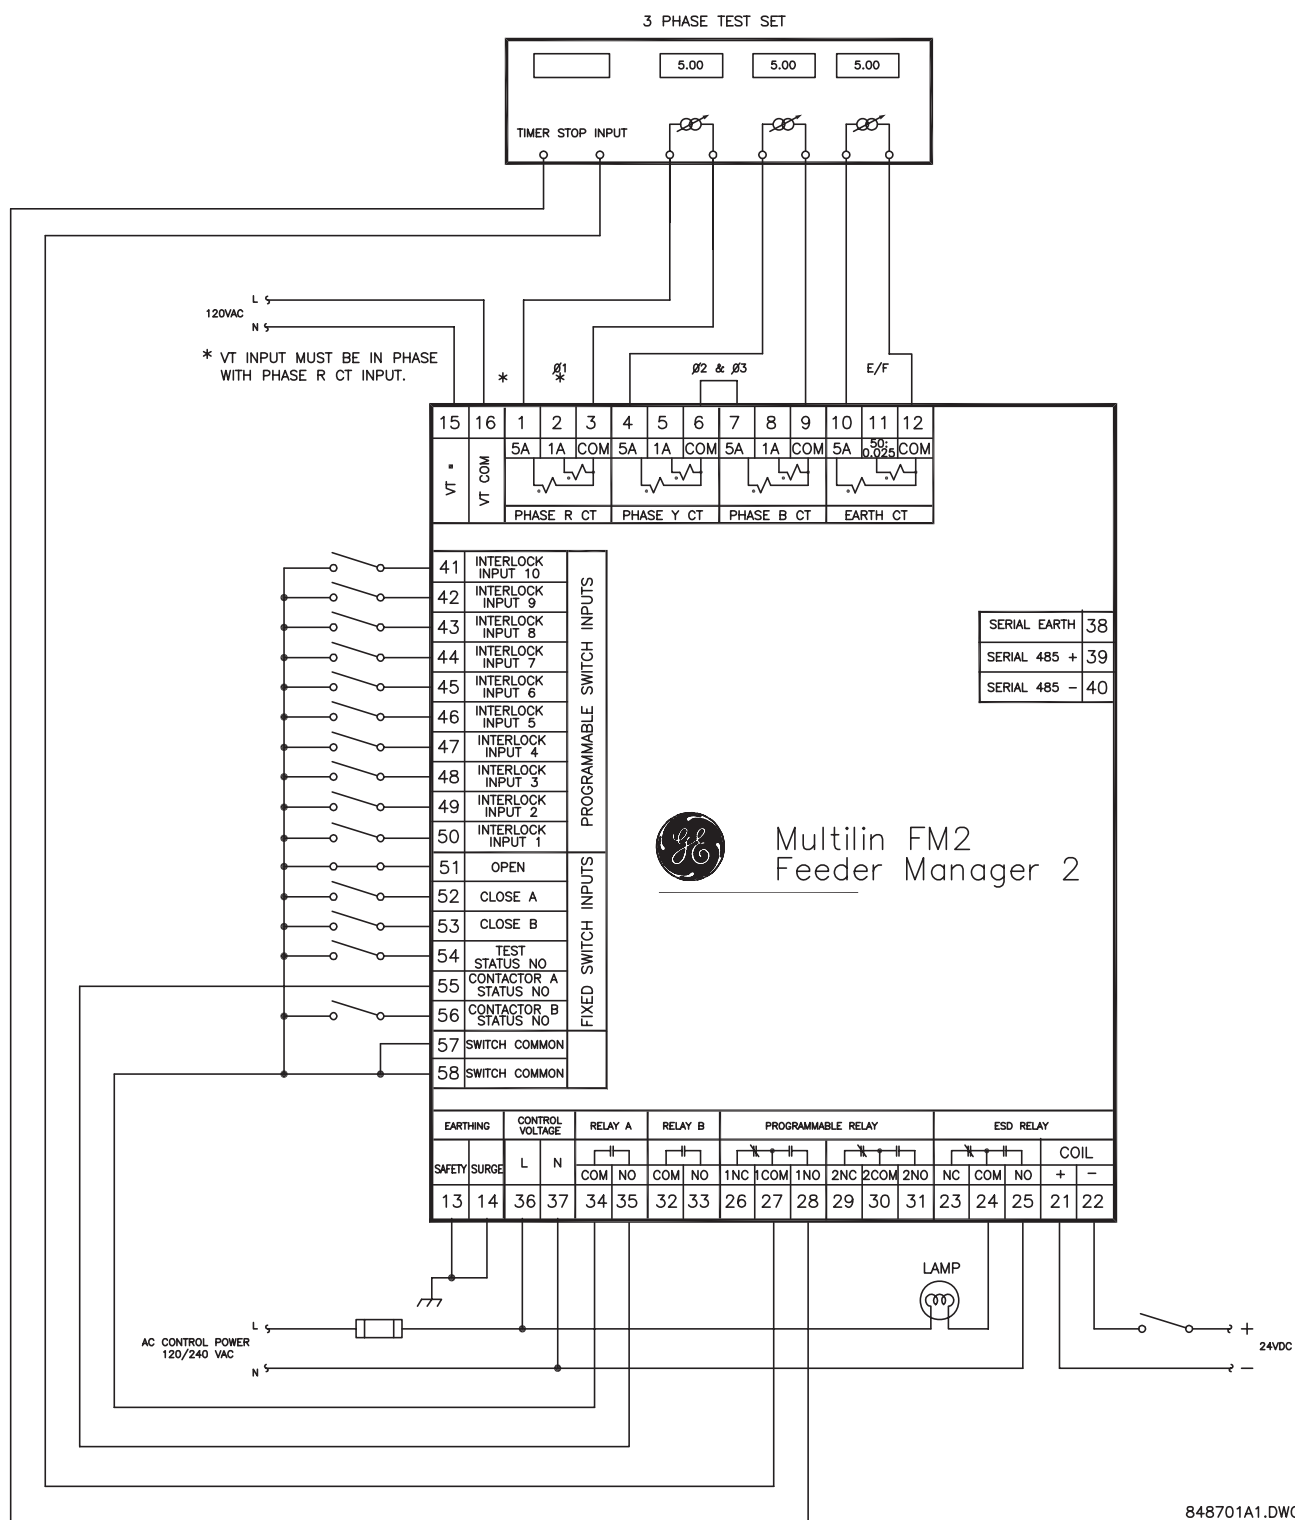 3 PHASE TEST SET
5.00 5.00 5.00
TIMER STOP INPUT
L
120VAC
N
* VT INPUT MUST BE IN PHASE
WITH PHASE R CT INPUT.
*
Ø1
*
Ø2 & Ø3
E/F
15 16 1 2 3 4 5 6 7 8 9 10 11 12
5A 1A COM 5A 1A COM 5A 1A COM 5A 50:0.025 COM
VT
VT COM
PHASE R CT PHASE Y CT PHASE B CT EARTH CT
41 INTERLOCK INPUT 10
42 INTERLOCK INPUT 9
43 INTERLOCK INPUT 8
44 INTERLOCK INPUT 7
45 INTERLOCK INPUT 6
46 INTERLOCK INPUT 5
47 INTERLOCK INPUT 4
48 INTERLOCK INPUT 3
49 INTERLOCK INPUT 2
50 INTERLOCK INPUT 1
PROGRAMMABLE SWITCH INPUTS
51 OPEN
52 CLOSE A
53 CLOSE B
54 TEST STATUS NO
55 CONTACTOR A STATUS NO
56 CONTACTOR B STATUS NO
FIXED SWITCH INPUTS
57 SWITCH COMMON
58 SWITCH COMMON
SERIAL EARTH 38
SERIAL 485 + 39
SERIAL 485 - 40
GE
Multilin FM2
Feeder Manager 2
EARTHING CONTROL VOLTAGE RELAY A RELAY B PROGRAMMABLE RELAY ESD RELAY
COIL
SAFETY SURGE L N COM NO COM NO 1NC 1COM 1NO 2NC 2COM 2NO NC COM NO + -
13 14 36 37 34 35 32 33 26 27 28 29 30 31 23 24 25 21 22
LAMP
L
AC CONTROL POWER
120/240 VAC
N
+
24VDC
-